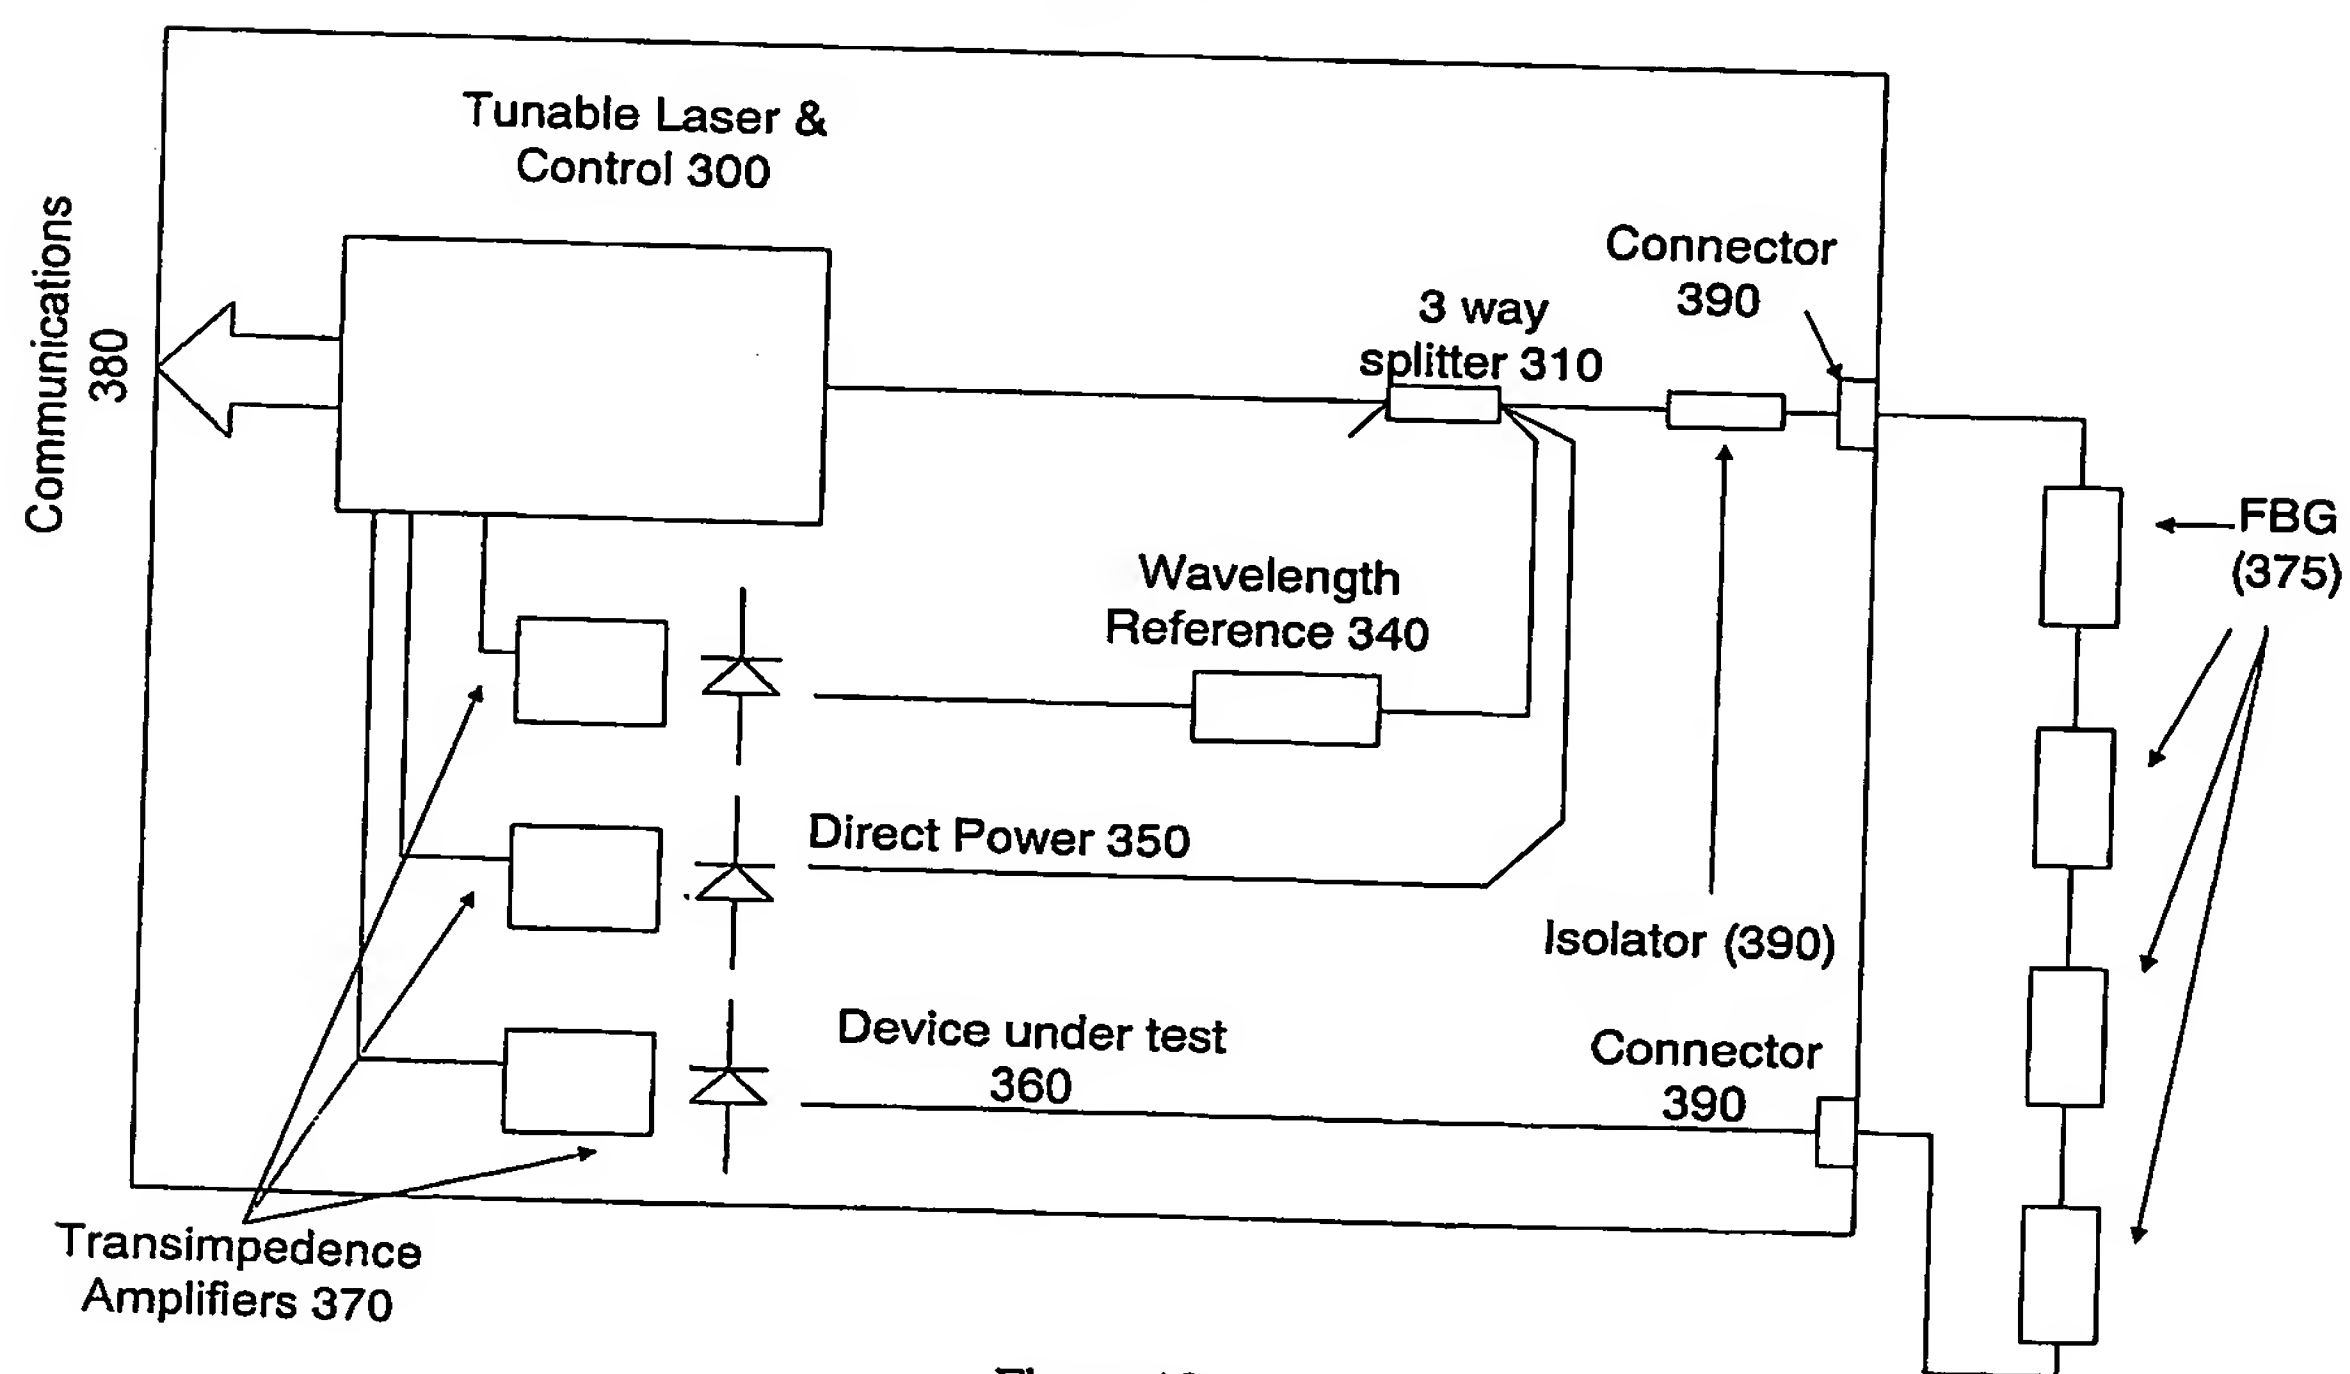 Tunable Laser &
Control 300
Communications
380
Connector
390
3 way
splitter 310
FBG
(375)
Wavelength
Reference 340
Direct Power 350
Isolator (390)
Device under test
360
Connector
390
Transimpedence
Amplifiers 370